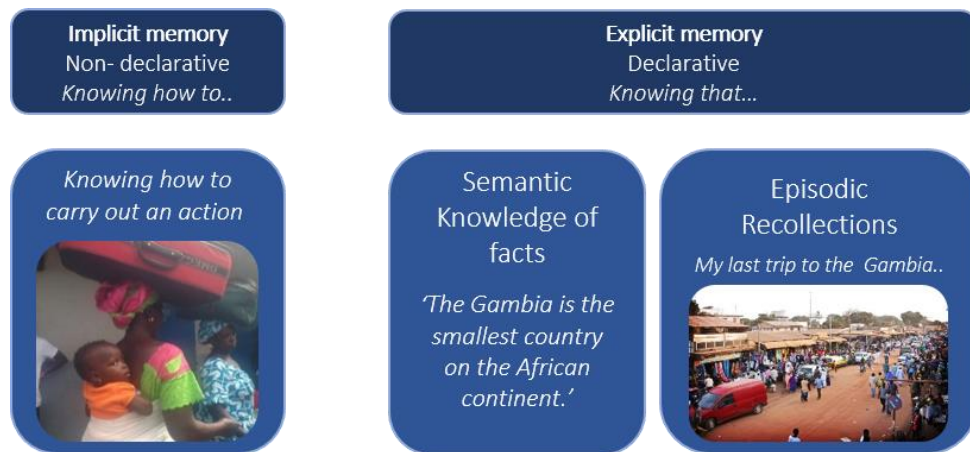 Implicit memory
Non- declarative
Knowing how to..
Explicit memory
Declarative
Knowing that...
Knowing how to
carry out an action
Semantic
Knowledge of
facts
‘The Gambia is the
smallest country
on the African
continent.’
Episodic
Recollections
My last trip to the Gambia..